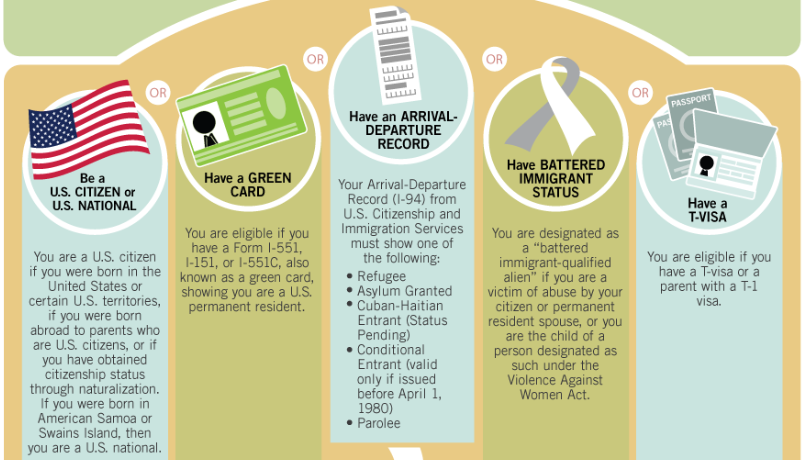 OR
OR
OR
OR
Be a
U.S. CITIZEN or
U.S. NATIONAL
You are a U.S. citizen
if you were born in the
United States or
certain U.S. territories,
if you were born
abroad to parents who
are U.S. citizens, or if
you have obtained
citizenship status
through naturalization.
If you were born in
American Samoa or
Swains Island, then
you are a U.S. national.
Have a GREEN
CARD
You are eligible if you
have a Form I-551,
I-151, or I-551C, also
known as a green card,
showing you are a U.S.
permanent resident.
Have an ARRIVAL-
DEPARTURE
RECORD
Your Arrival-Departure
Record (I-94) from
U.S. Citizenship and
Immigration Services
must show one of
the following:
• Refugee
• Asylum Granted
• Cuban-Haitian
Entrant (Status
Pending)
• Conditional
Entrant (valid
only if issued
before April 1,
1980)
• Parolee
Have BATTERED
IMMIGRANT
STATUS
You are designated as
a “battered
immigrant-qualified
alien” if you are a
victim of abuse by your
citizen or permanent
resident spouse, or you
are the child of a
person designated as
such under the
Violence Against
Women Act.
PASSPORT
PASS
Have a
T-VISA
You are eligible if you
have a T-visa or a
parent with a T-1
visa.